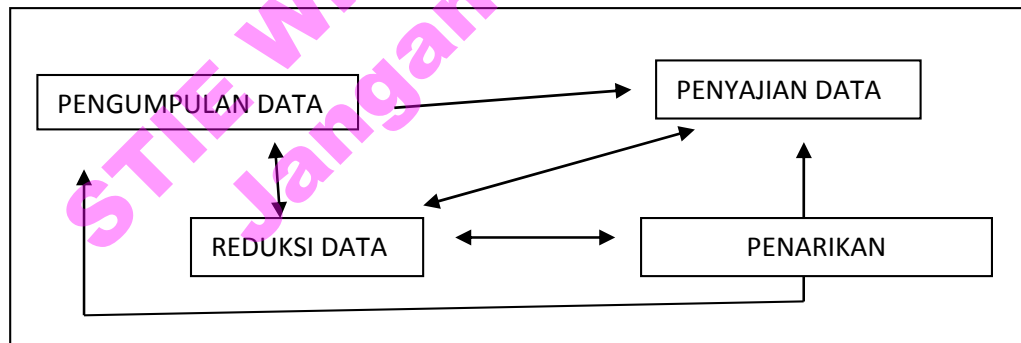 STIE W
Jangan
PENGUMPULAN DATA
PENYAJIAN DATA
REDUKSI DATA
PENARIKAN